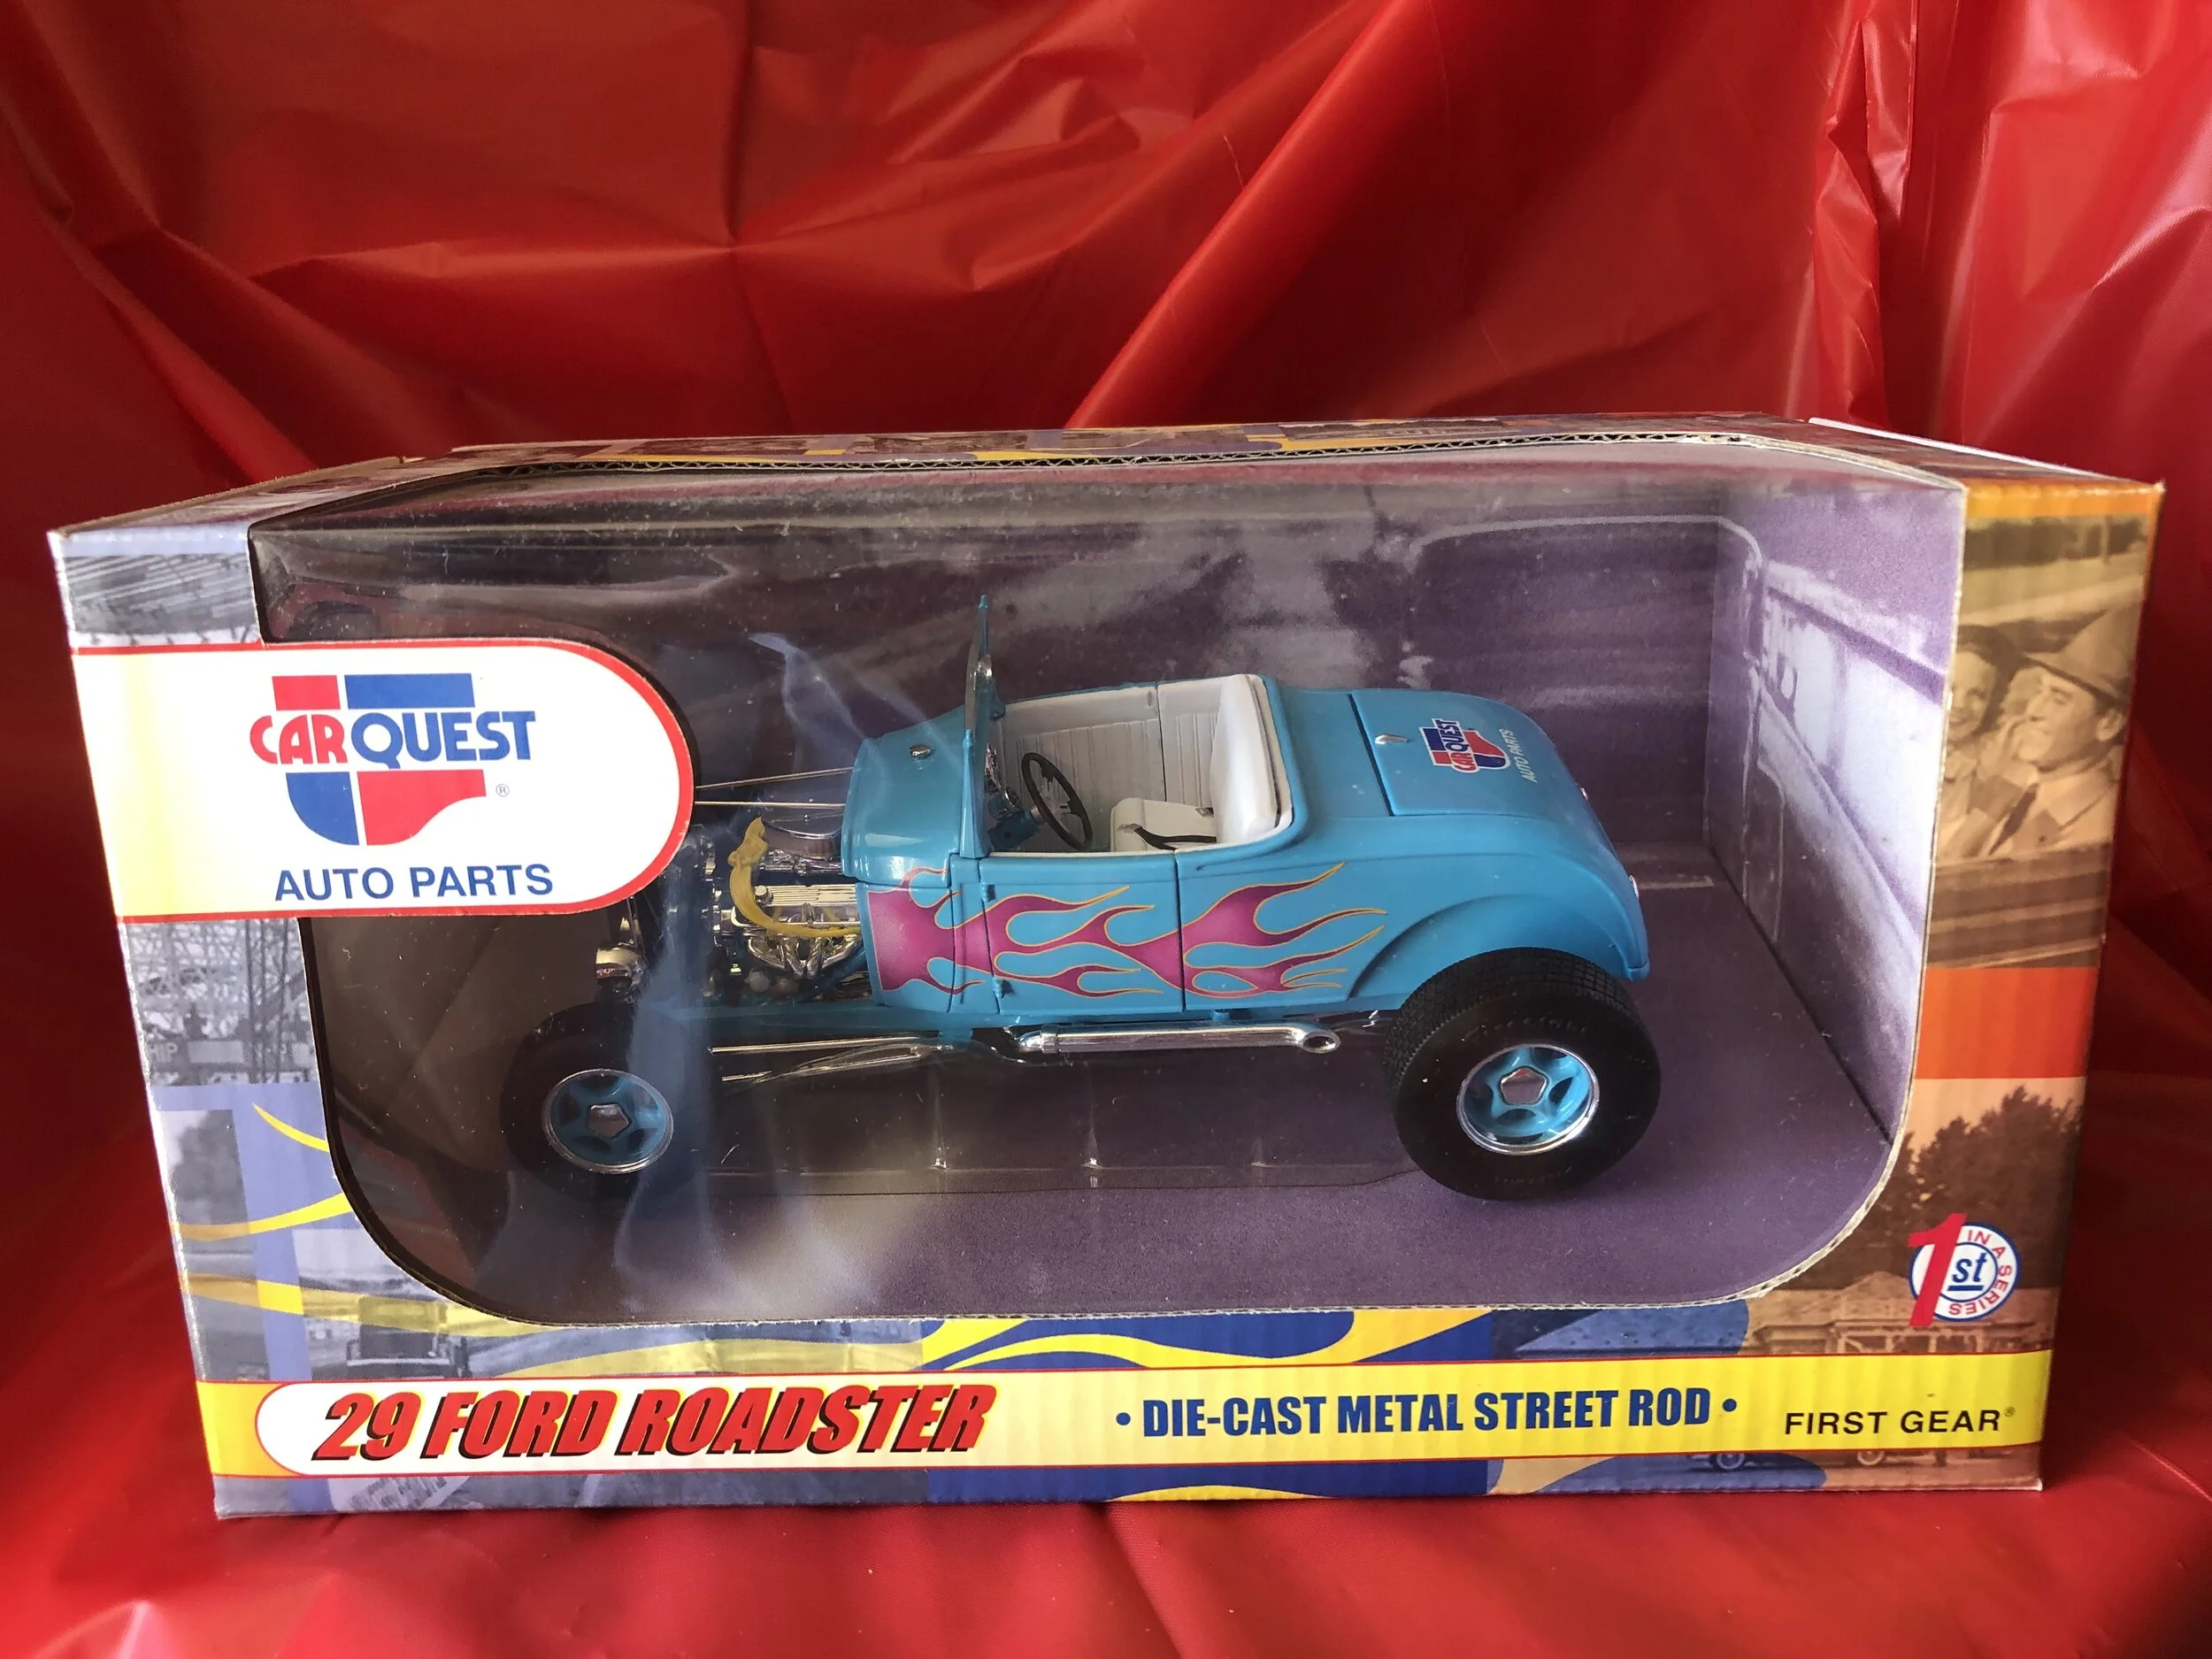 CARQUEST®
AUTO PARTS
CARQUEST
AUTO PARTS
1st
IN A SERIES
29 FORD ROADSTER
• DIE-CAST METAL STREET ROD •
FIRST GEAR®